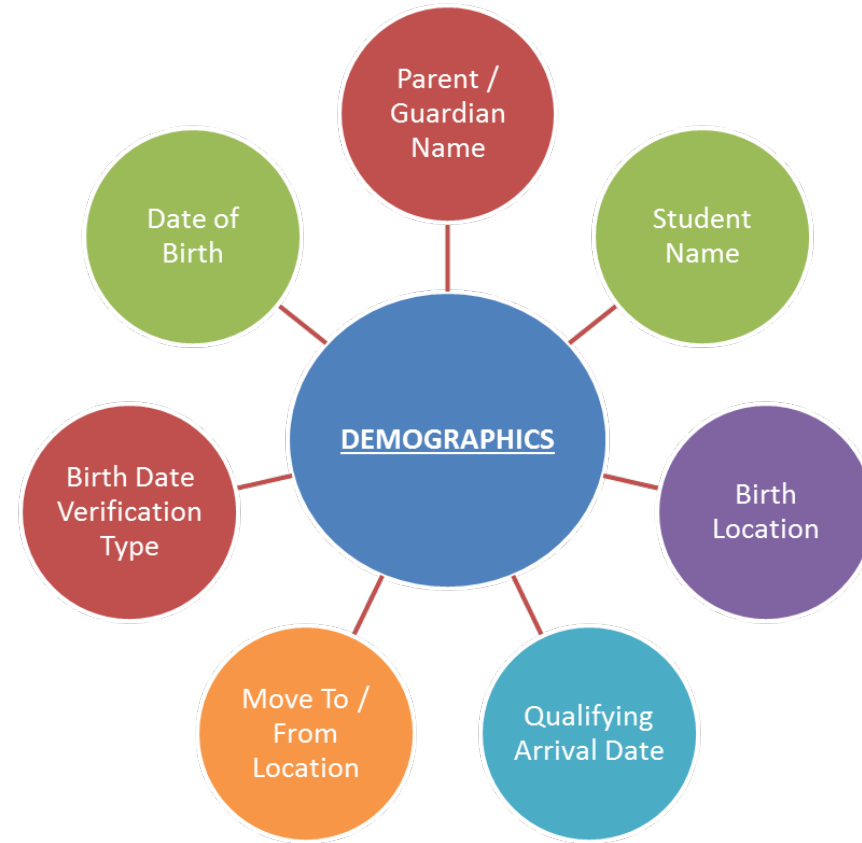 Parent /
Guardian
Name
Student
Name
Birth
Location
Qualifying
Arrival Date
Move To /
From
Location
Birth Date
Verification
Type
Date of
Birth
DEMOGRAPHICS